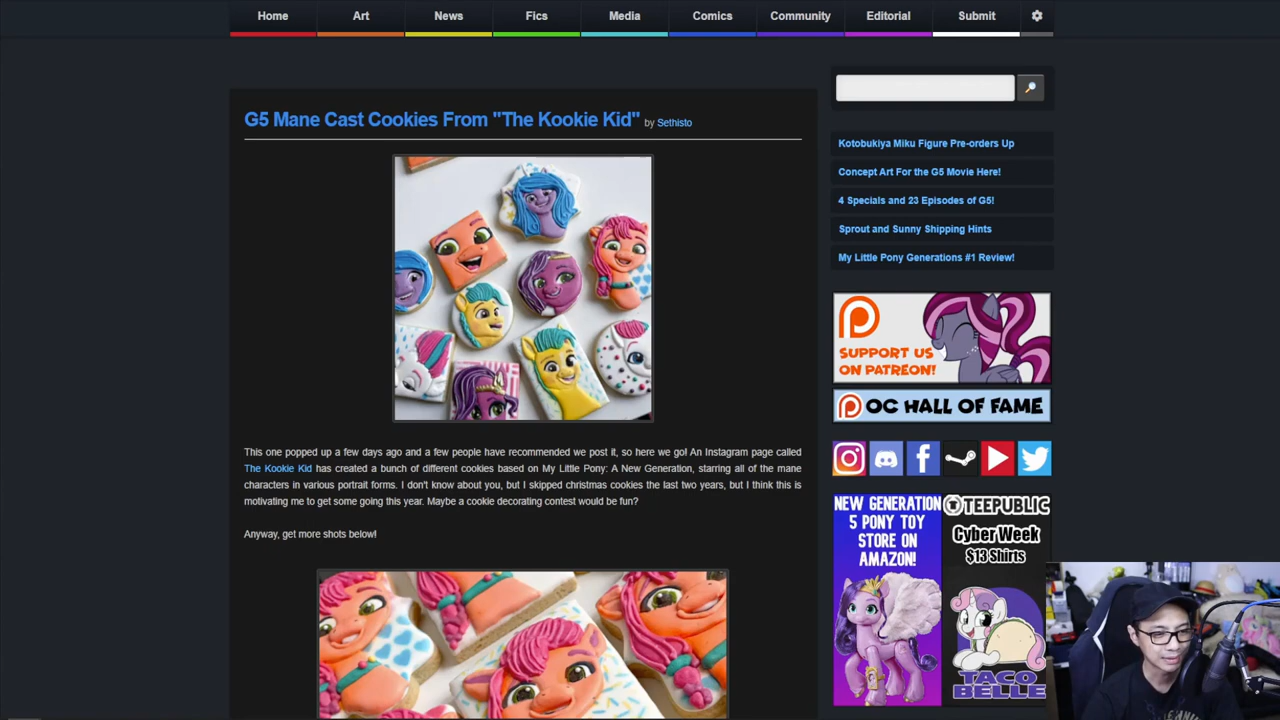 Home Art News Fics Media Comics Community Editorial Submit
G5 Mane Cast Cookies From "The Kookie Kid" by Sethisto
This one popped up a few days ago and a few people have recommended we post it, so here we go! An Instagram page called
The Kookie Kid has created a bunch of different cookies based on My Little Pony: A New Generation, starring all of the mane
characters in various portrait forms. I don't know about you, but I skipped christmas cookies the last two years, but I think this is
motivating me to get some going this year. Maybe a cookie decorating contest would be fun?
Anyway, get more shots below!
Kotobukiya Miku Figure Pre-orders Up
Concept Art For the G5 Movie Here!
4 Specials and 23 Episodes of G5!
Sprout and Sunny Shipping Hints
My Little Pony Generations #1 Review!
SUPPORT US
ON PATREON!
OC HALL OF FAME
NEW GENERATION
5 PONY TOY
STORE ON
AMAZON!
TEEPUBLIC
Cyber Week
$13 Shirts
TACO
BELLE